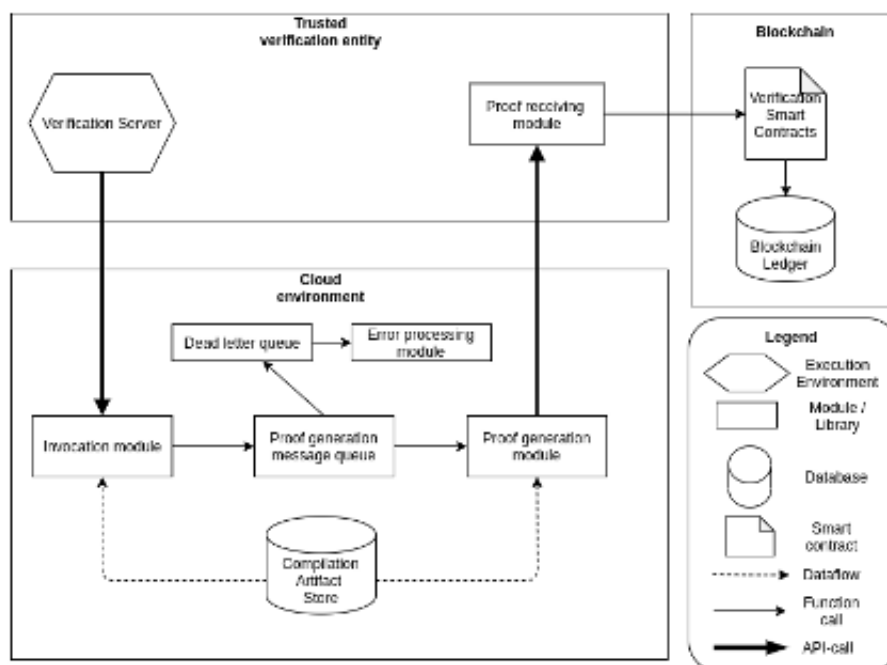 Trusted
verification entity
Verification Server
Proof receiving
module
Blockchain
Verification
Smart
Contracts
Blockchain
Ledger
Cloud
environment
Dead letter queue
Error processing
module
Invocation module
Proof generation
message queue
Proof generation
module
Compilation
Artifact
Store
Legend
Execution
Environment
Module /
Library
Database
Smart
contract
Dataflow
Function
call
API-call